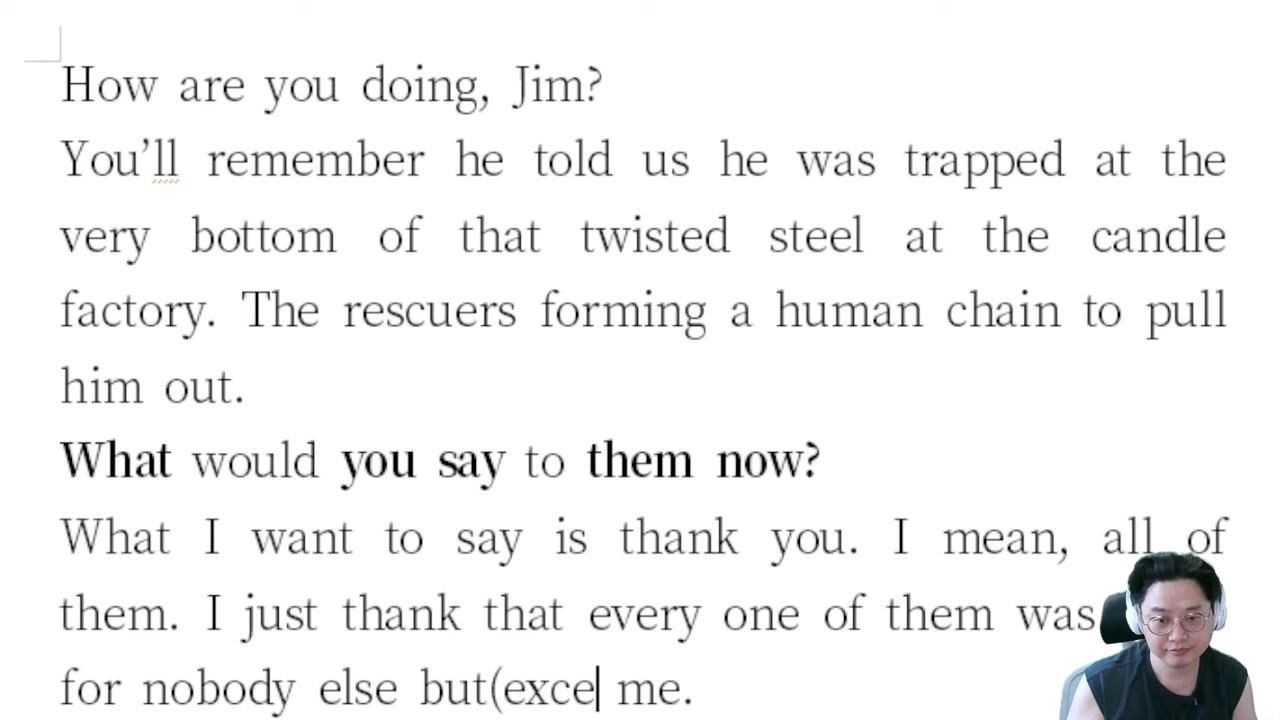 How are you doing, Jim?
You’ll remember he told us he was trapped at the
very bottom of that twisted steel at the candle
factory. The rescuers forming a human chain to pull
him out.
What would you say to them now?
What I want to say is thank you. I mean, all of
them. I just thank that every one of them was
for nobody else but(exce me.